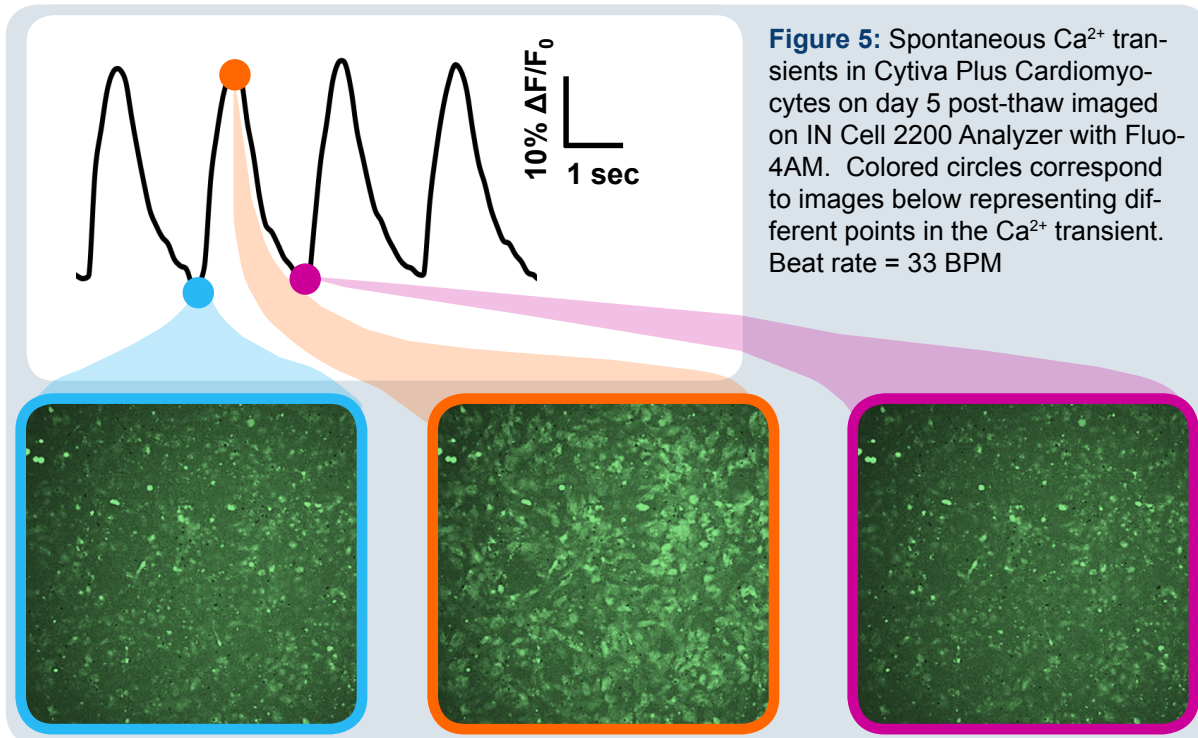 10% ΔF/F₀
1 sec
Figure 5: Spontaneous Ca²⁺ tran-
sients in Cytiva Plus Cardiomyo-
cytes on day 5 post-thaw imaged
on IN Cell 2200 Analyzer with Fluo-
4AM. Colored circles correspond
to images below representing dif-
ferent points in the Ca²⁺ transient.
Beat rate = 33 BPM